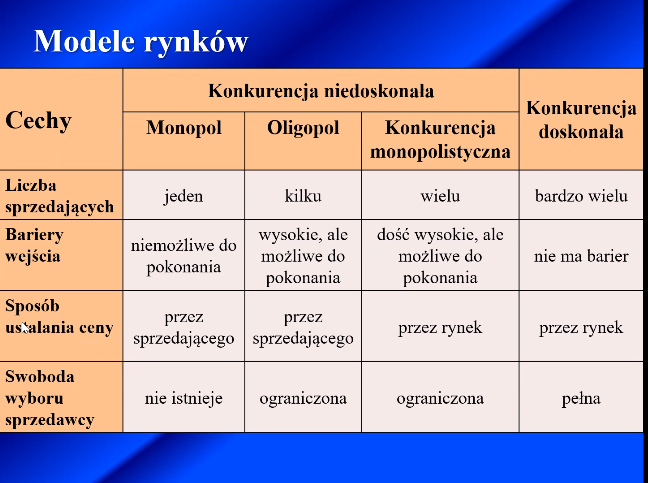 Modele rynków
Cechy
Konkurencja niedoskonała
Konkurencja
doskonała
Monopol
Oligopol
Konkurencja
monopolistyczna
Liczba
sprzedających
jeden
kilku
wielu
bardzo wielu
Bariery
wejścia
niemożliwe do
pokonania
wysokie, ale
możliwe do
pokonania
dość wysokie, ale
możliwe do
pokonania
nie ma barier
Sposób
ustalania ceny
przez
sprzedającego
przez
sprzedającego
przez rynek
przez rynek
Swoboda
wyboru
sprzedawcy
nie istnieje
ograniczona
ograniczona
pełna